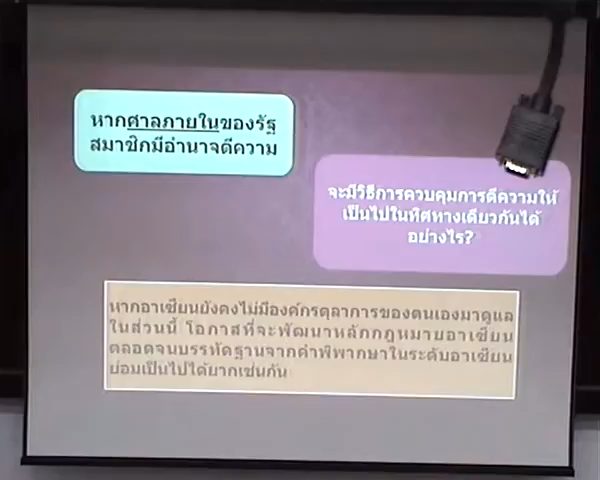 หากศาลภายในของรัฐ
สมาชิกมีอำนาจตีความ
จะมีวิธีการควบคุมการตีความให้
เป็นไปในทิศทางเดียวกันได้
อย่างไร?
หากอาเซียนยังคงไม่มีองค์กรตุลาการของตนเองมาดูแล
ในส่วนนี้ โอกาสที่จะพัฒนาหลักกฎหมายอาเซียน
ตลอดจนบรรทัดฐานจากคำพิพากษาในระดับอาเซียน
ย่อมเป็นไปได้ยากเช่นกัน